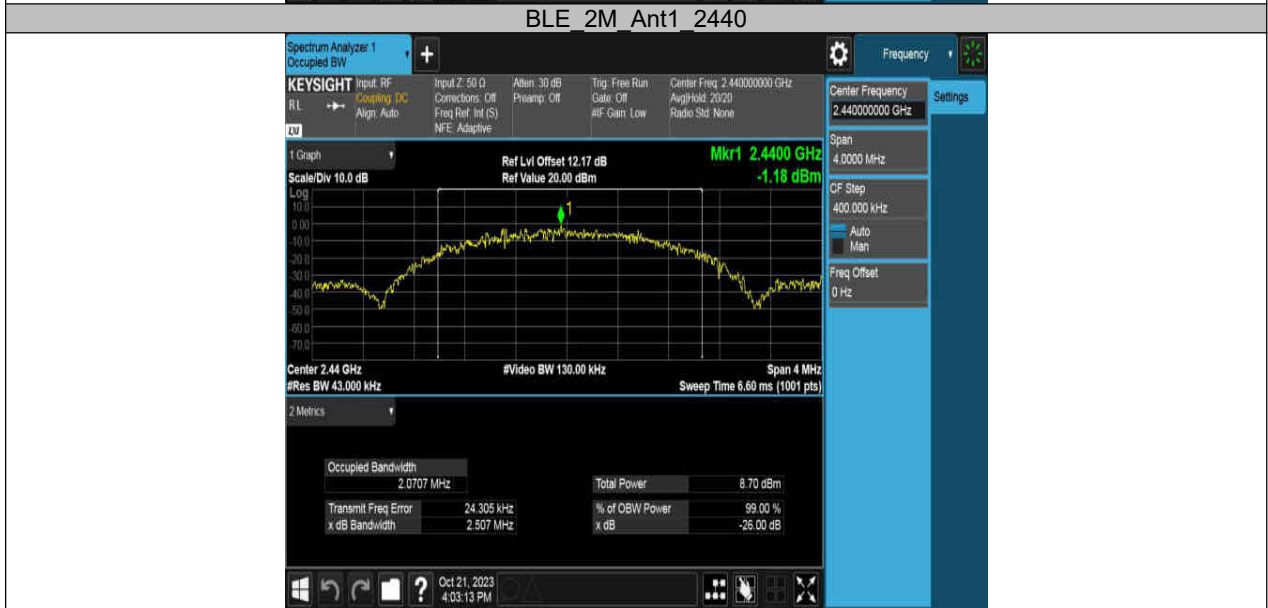 BLE_2M_Ant1_2440
Spectrum Analyzer 1
Occupied BW
+
Frequency
KEYSIGHT
RL
Input: RF
Coupling: DC
Align: Auto
Input Z: 50 Ω
Corrections: Off
Freq Ref: Int (S)
NFE: Adaptive
Atten: 30 dB
Preamp: Off
Trig: Free Run
Gate: Off
#IF Gain: Low
Center Freq: 2.440000000 GHz
Avg|Hold: 20/20
Radio Std: None
Center Frequency
2.440000000 GHz
Settings
Span
4.0000 MHz
CF Step
400.000 kHz
Auto
Man
Freq Offset
0 Hz
1 Graph
Scale/Div 10.0 dB
Ref Lvl Offset 12.17 dB
Ref Value 20.00 dBm
Mkr1 2.4400 GHz
-1.18 dBm
Log
10.0
0.00
-10.0
-20.0
-30.0
-40.0
-50.0
-60.0
-70.0
1
Center 2.44 GHz
#Res BW 43.000 kHz
#Video BW 130.00 kHz
Span 4 MHz
Sweep Time 6.60 ms (1001 pts)
2 Metrics
Occupied Bandwidth
2.0707 MHz
Total Power 8.70 dBm
Transmit Freq Error 24.305 kHz
% of OBW Power 99.00 %
x dB Bandwidth 2.507 MHz
x dB -26.00 dB
?
Oct 21, 2023
4:03:13 PM